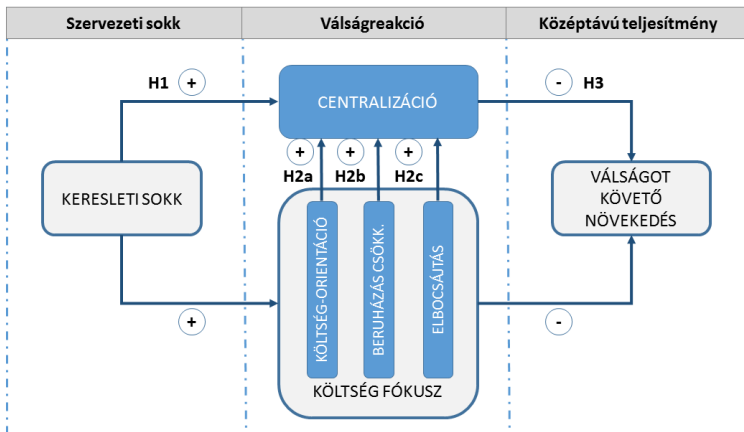 Szervezeti sokk
Válságreakció
Középtávú teljesítmény
H1
+
CENTRALIZÁCIÓ
-
H3
+
+
+
H2a
H2b
H2c
KERESLETI SOKK
VÁLSÁGOT
KÖVETŐ
NÖVEKEDÉS
KÖLTSÉG-ORIENTÁCIÓ
BERUHÁZÁS CSÖKK.
ELBOCSÁJTÁS
+
-
KÖLTSÉG FÓKUSZ